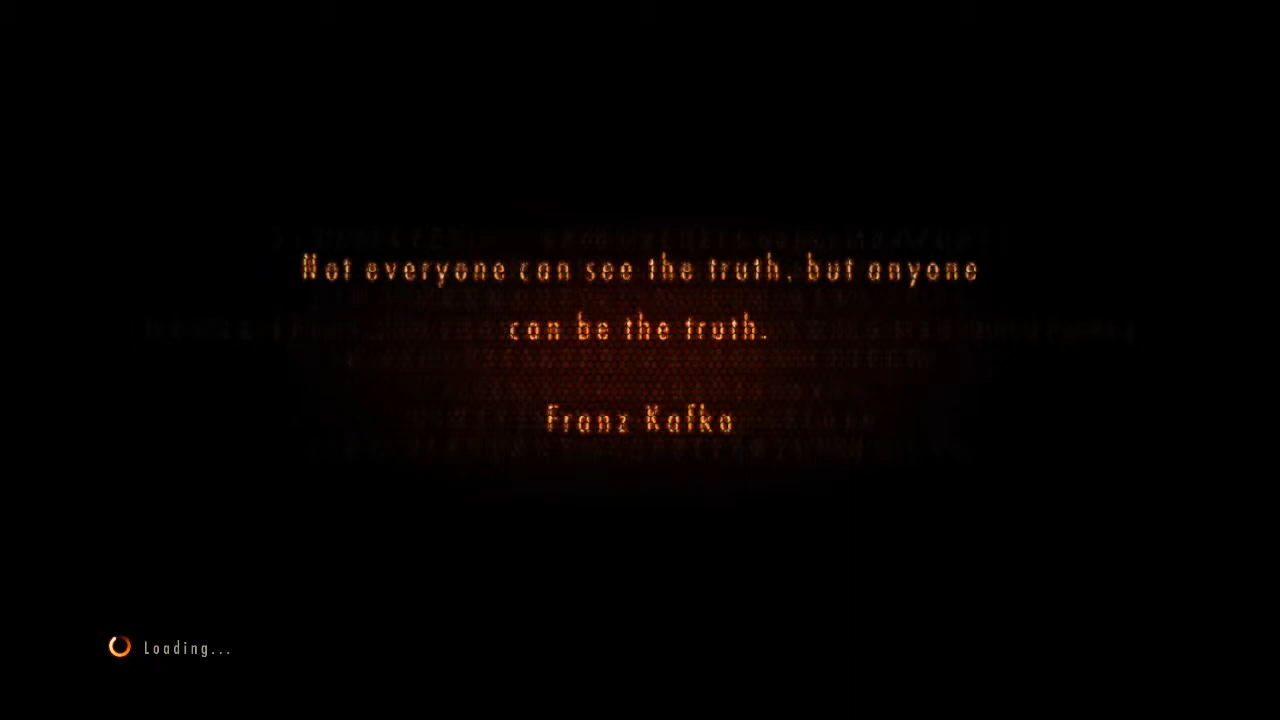 Not everyone can see the truth, but anyone
can be the truth.
Franz Kafka
Loading...